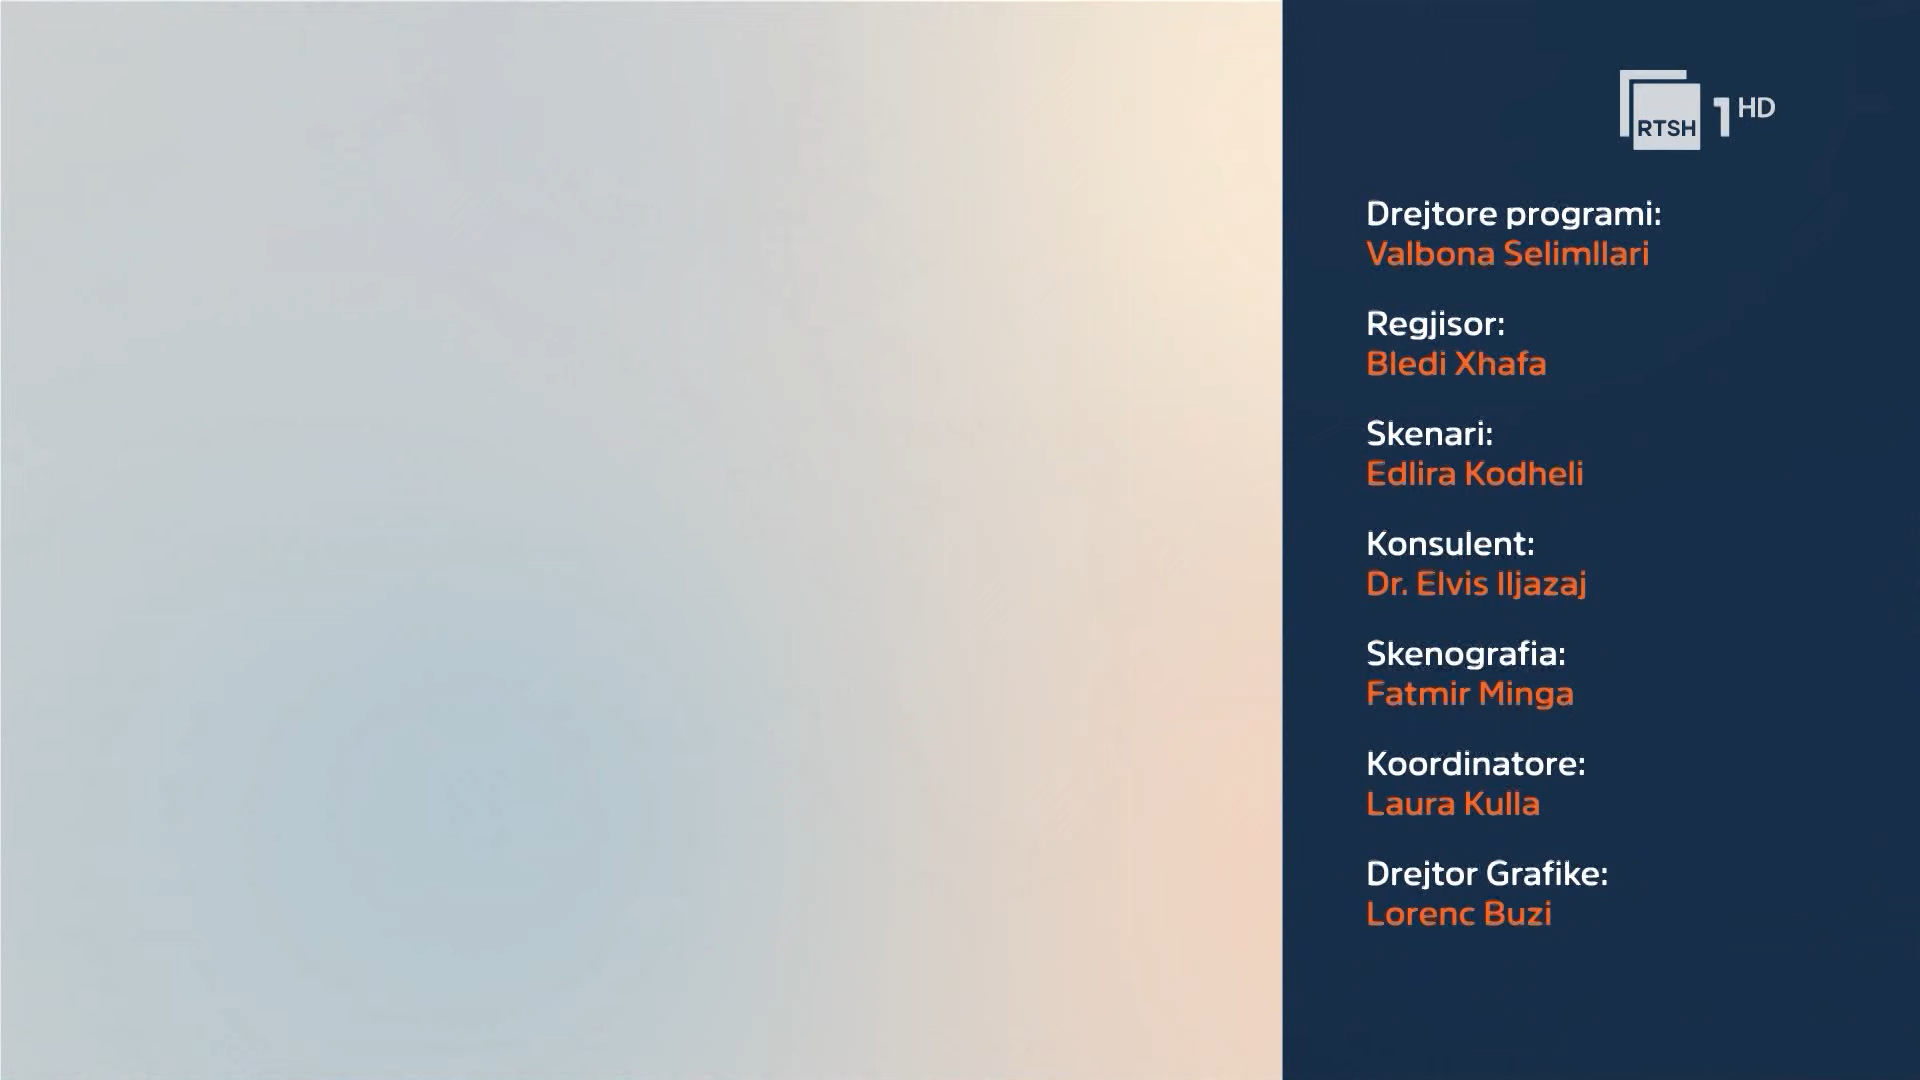 RTSH 1 HD
Drejtore programi:
Valbona Selimllari
Regjisor:
Bledi Xhafa
Skenari:
Edlira Kodheli
Konsulent:
Dr. Elvis Iljazaj
Skenografia:
Fatmir Minga
Koordinatore:
Laura Kulla
Drejtor Grafike:
Lorenc Buzi